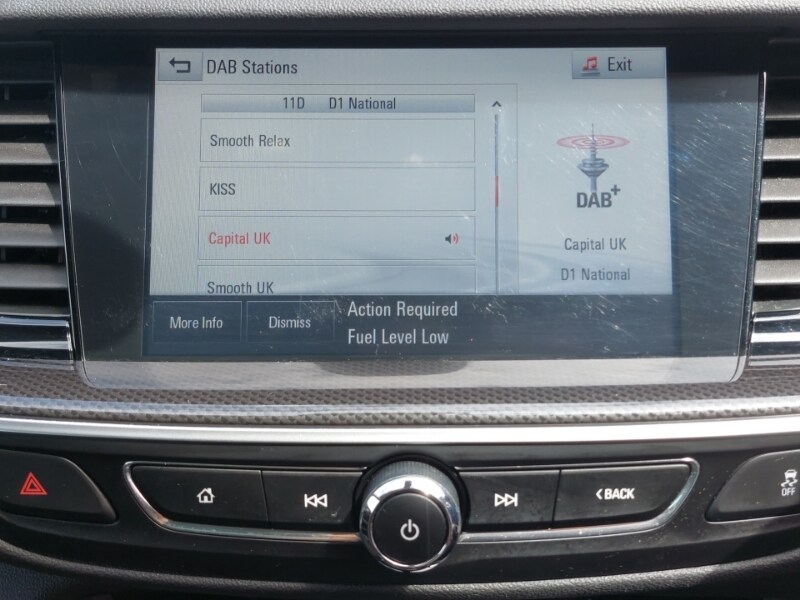 DAB Stations
Exit
11D D1 National
Smooth Relax
KISS
Capital UK
Smooth UK
DAB+
Capital UK
D1 National
More Info
Dismiss
Action Required
Fuel Level Low
BACK
OFF